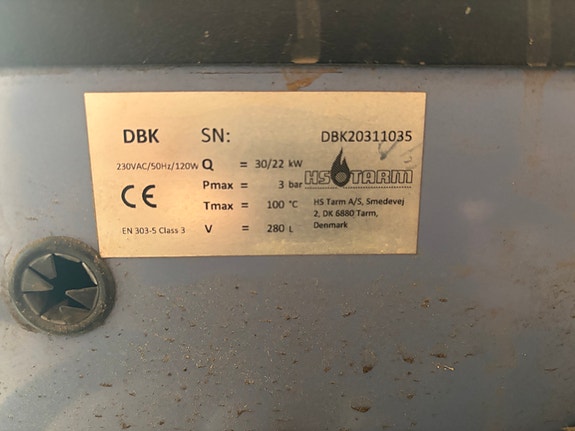 DBK SN: DBK20311035
230VAC/50Hz/120W Q = 30/22 kW
HS TARM
Pmax = 3 bar
Tmax = 100 °C
CE
HS Tarm A/S, Smedevej
2, DK 6880 Tarm,
Denmark
EN 303-5 Class 3 V = 280 L